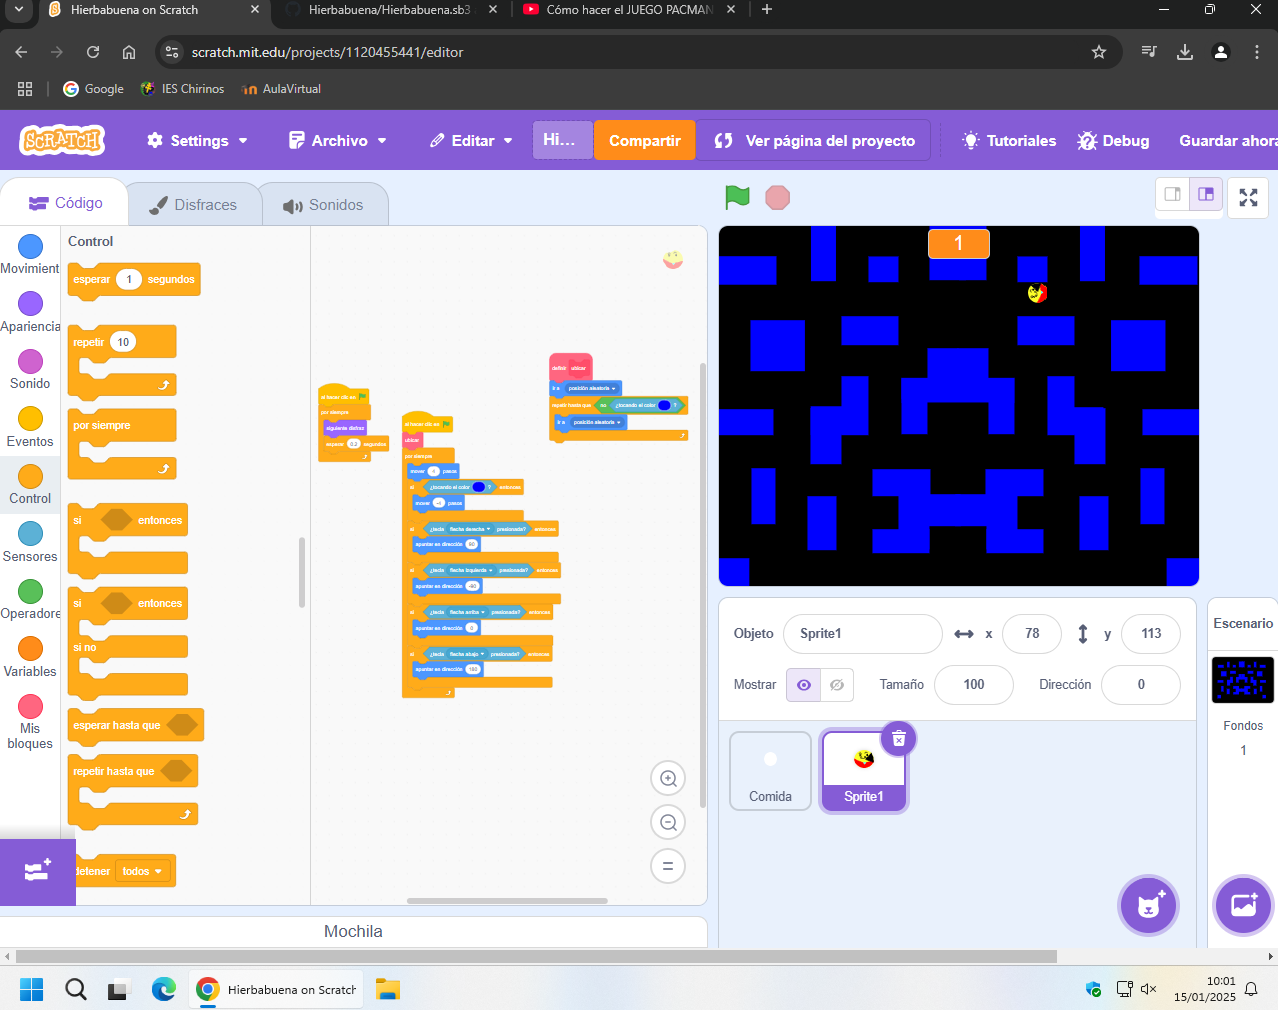 Hierbabuena on Scratch
Hierbabuena/Hierbabuena.sb3
Cómo hacer el JUEGO PACMAN
scratch.mit.edu/projects/1120455441/editor
Google
IES Chirinos
AulaVirtual
SCRATCH
Settings
Archivo
Editar
Hi...
Compartir
Ver página del proyecto
Tutoriales
Debug
Guardar ahora
Código
Disfraces
Sonidos
Movimient
Apariencia
Sonido
Eventos
Control
Sensores
Operadore
Variables
Mis
bloques
Control
esperar 1 segundos
repetir 10
por siempre
si entonces
si entonces
si no
esperar hasta que
repetir hasta que
detener todos
si hacer clic en
por siempre
siguiente disfraz
esperar 0.2 segundos
si hacer clic en
ubicar
por siempre
mover pasos
si ¿tocando el color ? entonces
mover pasos
si ¿tecla flecha derecha presionada? entonces
apuntar en dirección 90
si ¿tecla flecha izquierda presionada? entonces
apuntar en dirección -90
si ¿tecla flecha arriba presionada? entonces
apuntar en dirección 0
si ¿tecla flecha abajo presionada? entonces
apuntar en dirección 180
definir ubicar
ir a posición aleatoria
repetir hasta que no ¿tocando el color ?
ir a posición aleatoria
1
Objeto
Sprite1
x
78
y
113
Mostrar
Tamaño
100
Dirección
0
Comida
Sprite1
Escenario
Fondos
1
Mochila
Hierbabuena on Scratch
10:01
15/01/2025